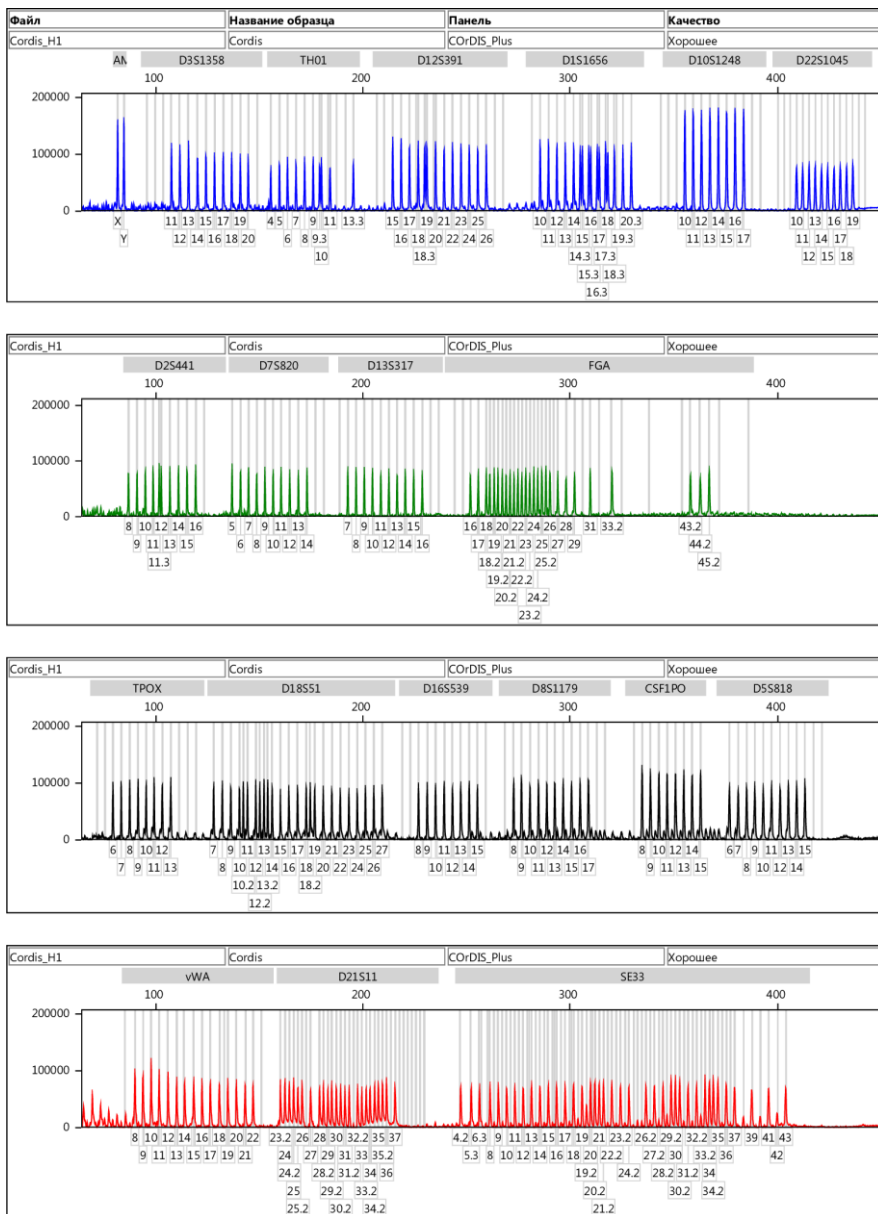 Файл Название образца Панель Качество
Cordis_H1 Cordis COrDIS_Plus Хорошее
AM D3S1358 TH01 D12S391 D1S1656 D10S1248 D22S1045
100 200 300 400
200000
100000
0
X 11 13 15 17 19 4 5 7 9 11 13.3 15 17 19 21 23 25 10 12 14 16 18 20.3 10 12 14 16 10 13 16 19
Y 12 14 16 18 20 6 8 9.3 16 18 20 22 24 26 11 13 15 17 19.3 11 13 15 17 11 14 17
10 18.3 14.3 17.3 12 15 18
15.3 18.3
16.3
Cordis_H1 Cordis COrDIS_Plus Хорошее
D2S441 D7S820 D13S317 FGA
100 200 300 400
200000
100000
0
8 10 12 14 16 5 7 9 11 13 7 9 11 13 15 16 18 20 22 24 26 28 31 33.2 43.2
9 11 13 15 6 8 10 12 14 8 10 12 14 16 17 19 21 23 25 27 29 44.2
11.3 18.2 21.2 25.2 45.2
19.2 22.2
20.2 24.2
23.2
Cordis_H1 Cordis COrDIS_Plus Хорошее
TPOX D18S51 D16S539 D8S1179 CSF1PO D5S818
100 200 300 400
200000
100000
0
6 8 10 12 7 9 11 13 15 17 19 21 23 25 27 8 9 11 13 15 8 10 12 14 16 8 10 12 14 6 7 9 11 13 15
7 9 11 13 8 10 12 14 16 18 20 22 24 26 10 12 14 9 11 13 15 17 9 11 13 15 8 10 12 14
10.2 13.2 18.2
12.2
Cordis_H1 Cordis COrDIS_Plus Хорошее
vWA D21S11 SE33
100 200 300 400
200000
100000
0
8 10 12 14 16 18 20 22 23.2 26 28 30 32.2 35 37 4.2 6.3 9 11 13 15 17 19 21 23.2 26.2 29.2 32.2 35 37 39 41 43
9 11 13 15 17 19 21 24 27 29 31 33 35.2 5.3 8 10 12 14 16 18 20 22.2 27.2 30 33.2 36 42
24.2 28.2 31.2 34 36 19.2 24.2 28.2 31.2 34
25 29.2 33.2 20.2 30.2 34.2
25.2 30.2 34.2 21.2